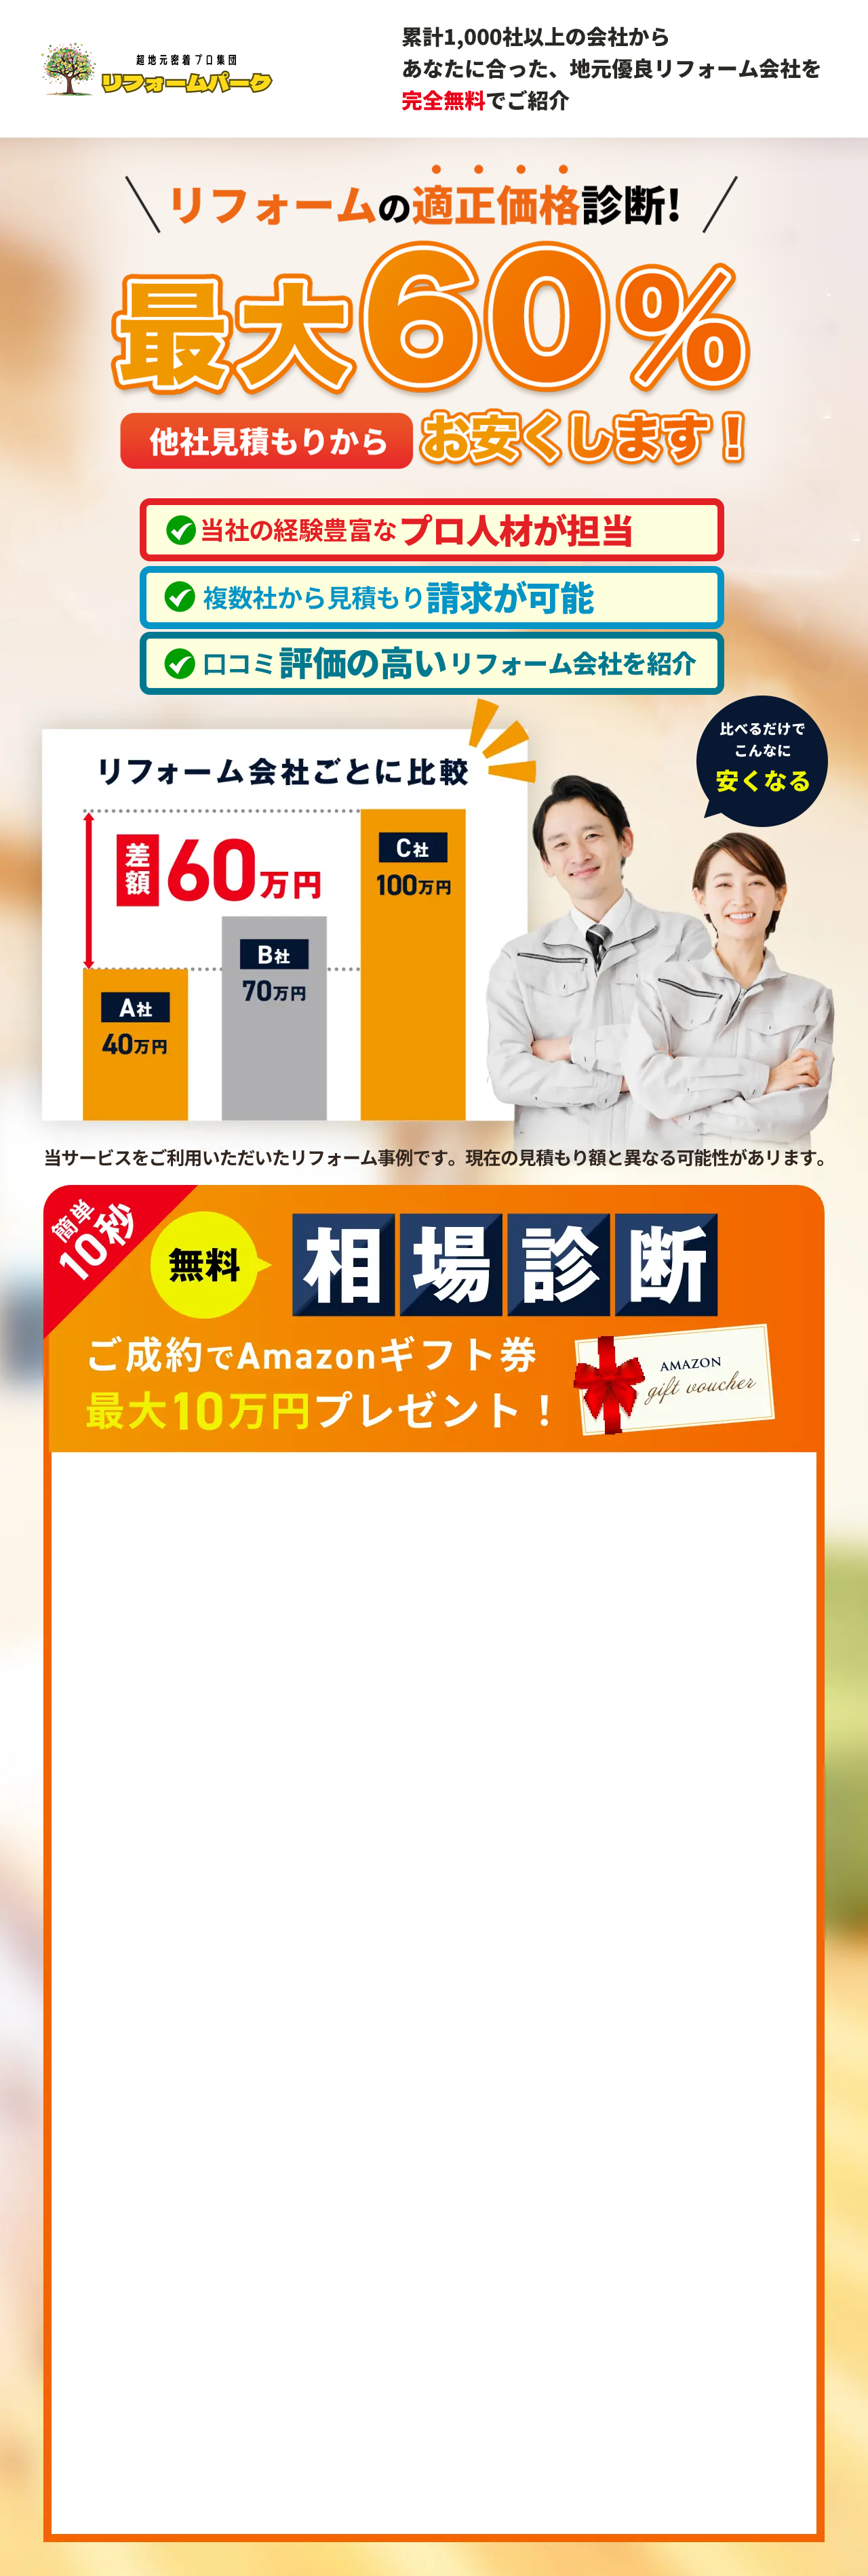 超地元密着プロ集団
リフォームパーク
累計1,000社以上の会社から
あなたに合った、地元優良リフォーム会社を
完全無料でご紹介
リフォームの適正価格診断!
最大60%
他社見積もりから お安くします！
当社の経験豊富なプロ人材が担当
複数社から見積もり請求が可能
口コミ評価の高いリフォーム会社を紹介
比べるだけで
こんなに
安くなる
リフォーム会社ごとに比較
差額 60万円
C社
100万円
B社
70万円
A社
40万円
当サービスをご利用いただいたリフォーム事例です。現在の見積もり額と異なる可能性があります。
簡単
10秒
無料 相場診断
ご成約でAmazonギフト券
最大10万円プレゼント！
AMAZON
gift voucher